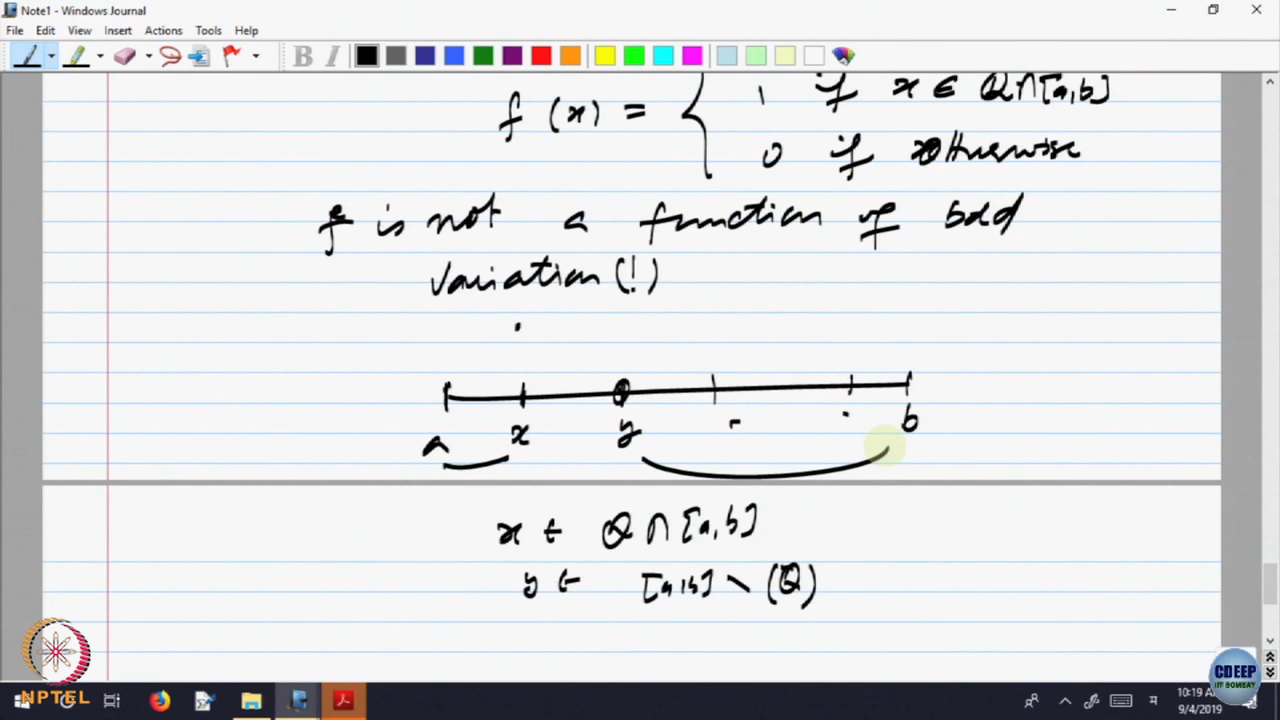 Note1 - Windows Journal
File Edit View Insert Actions Tools Help
B I
f (x) = { 1 if x ∈ Q ∩ [a,b]
0 if otherwise
f is not a function of bdd
variation (!)
a x y b
x ∈ Q ∩ [a,b]
y ∈ [a,b] \ (Q)
NPTEL
CDEEP
IIT BOMBAY
10:19 A
9/4/2019